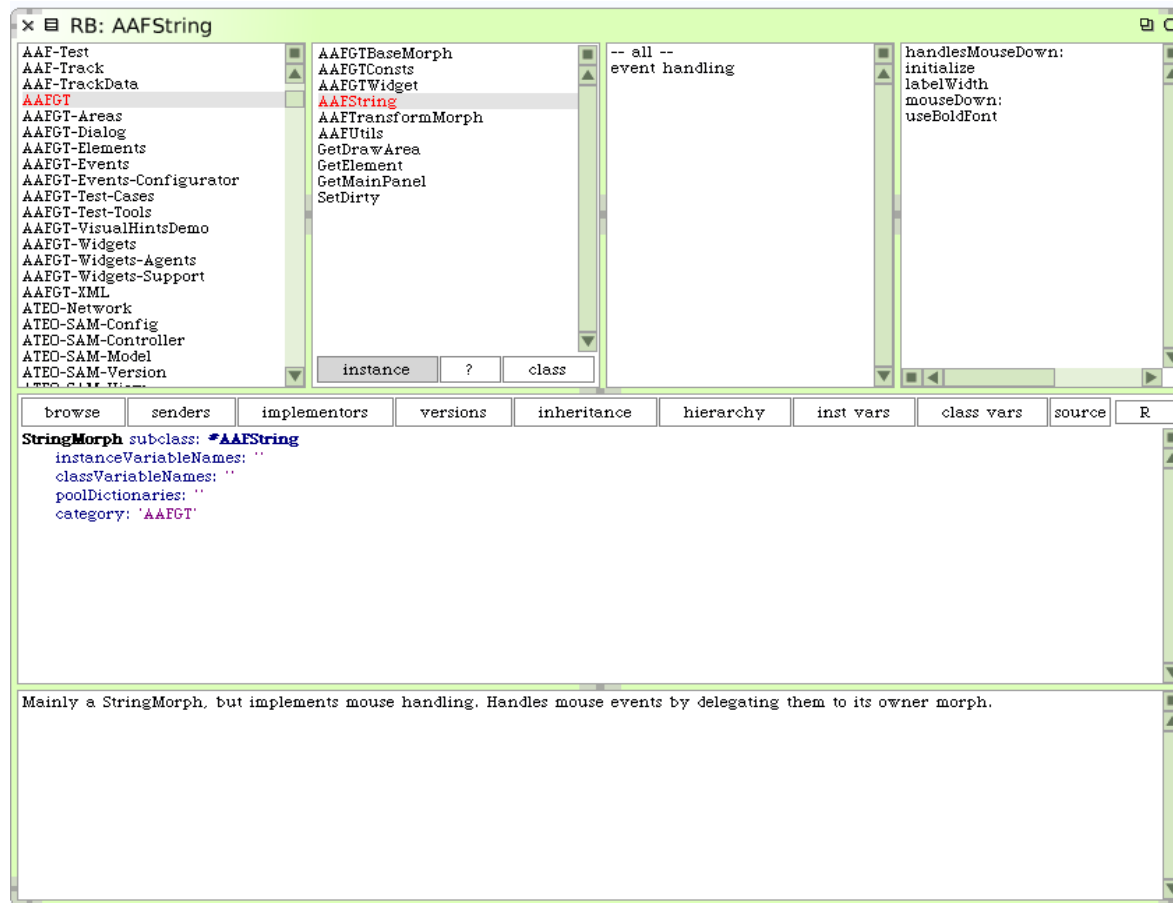 RB: AAFString
AAF-Test
AAF-Track
AAF-TrackData
AAFGT
AAFGT-Areas
AAFGT-Dialog
AAFGT-Elements
AAFGT-Events
AAFGT-Events-Configurator
AAFGT-Test-Cases
AAFGT-Test-Tools
AAFGT-VisualHintsDemo
AAFGT-Widgets
AAFGT-Widgets-Agents
AAFGT-Widgets-Support
AAFGT-XML
ATEO-Network
ATEO-SAM-Config
ATEO-SAM-Controller
ATEO-SAM-Model
ATEO-SAM-Version
AAFGTBaseMorph
AAFGTConsts
AAFGTWidget
AAFString
AAFTransformMorph
AAFUtils
GetDrawArea
GetElement
GetMainPanel
SetDirty
instance ? class
-- all --
event handling
handlesMouseDown:
initialize
labelWidth
mouseDown:
useBoldFont
browse senders implementors versions inheritance hierarchy inst vars class vars source R
StringMorph subclass: #AAFString
instanceVariableNames: ''
classVariableNames: ''
poolDictionaries: ''
category: 'AAFGT'
Mainly a StringMorph, but implements mouse handling. Handles mouse events by delegating them to its owner morph.